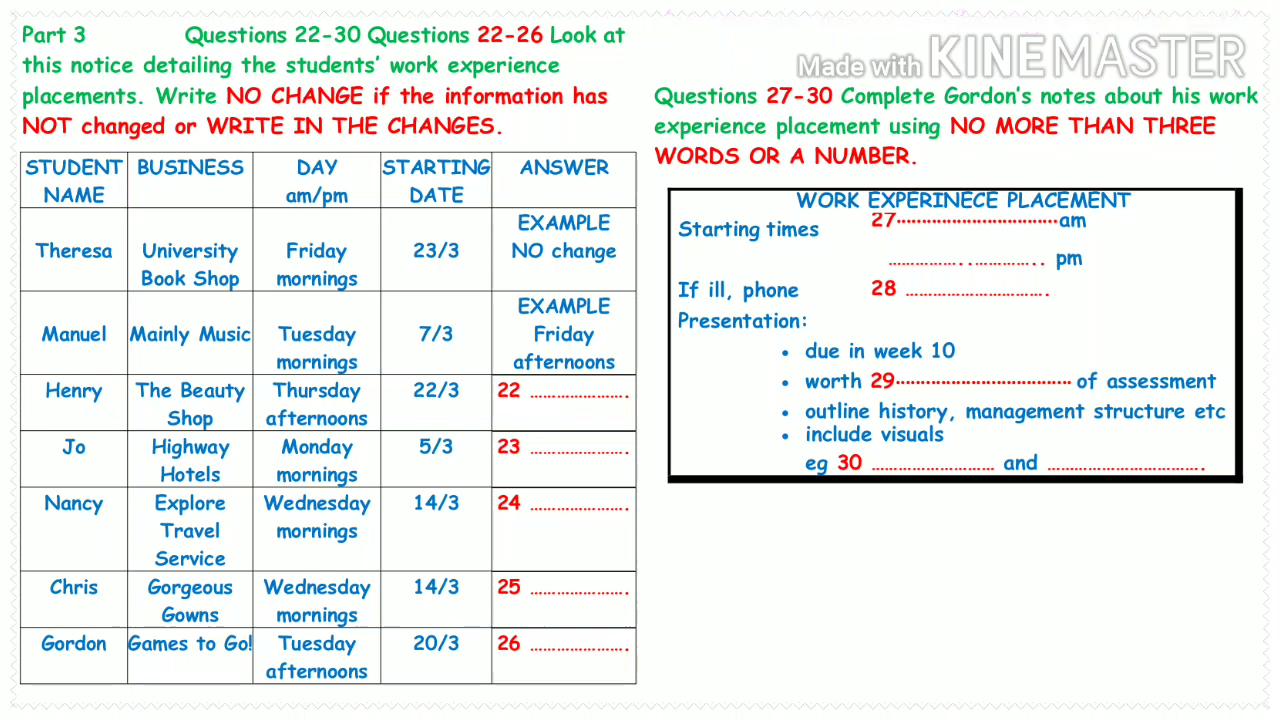 Part 3 Questions 22-30 Questions 22-26 Look at
this notice detailing the students' work experience
placements. Write NO CHANGE if the information has
NOT changed or WRITE IN THE CHANGES.
STUDENT NAME BUSINESS DAY am/pm STARTING DATE ANSWER
Theresa University Book Shop Friday mornings 23/3 EXAMPLE NO change
Manuel Mainly Music Tuesday mornings 7/3 EXAMPLE Friday afternoons
Henry The Beauty Shop Thursday afternoons 22/3 22 ......................
Jo Highway Hotels Monday mornings 5/3 23 ......................
Nancy Explore Travel Service Wednesday mornings 14/3 24 ......................
Chris Gorgeous Gowns Wednesday mornings 14/3 25 ......................
Gordon Games to Go! Tuesday afternoons 20/3 26 ......................
Made with KINEMASTER
Questions 27-30 Complete Gordon's notes about his work
experience placement using NO MORE THAN THREE
WORDS OR A NUMBER.
WORK EXPERINECE PLACEMENT
Starting times 27................................am
............................ pm
If ill, phone 28 ............................
Presentation:
• due in week 10
• worth 29................................ of assessment
• outline history, management structure etc
• include visuals
eg 30 ........................ and ................................